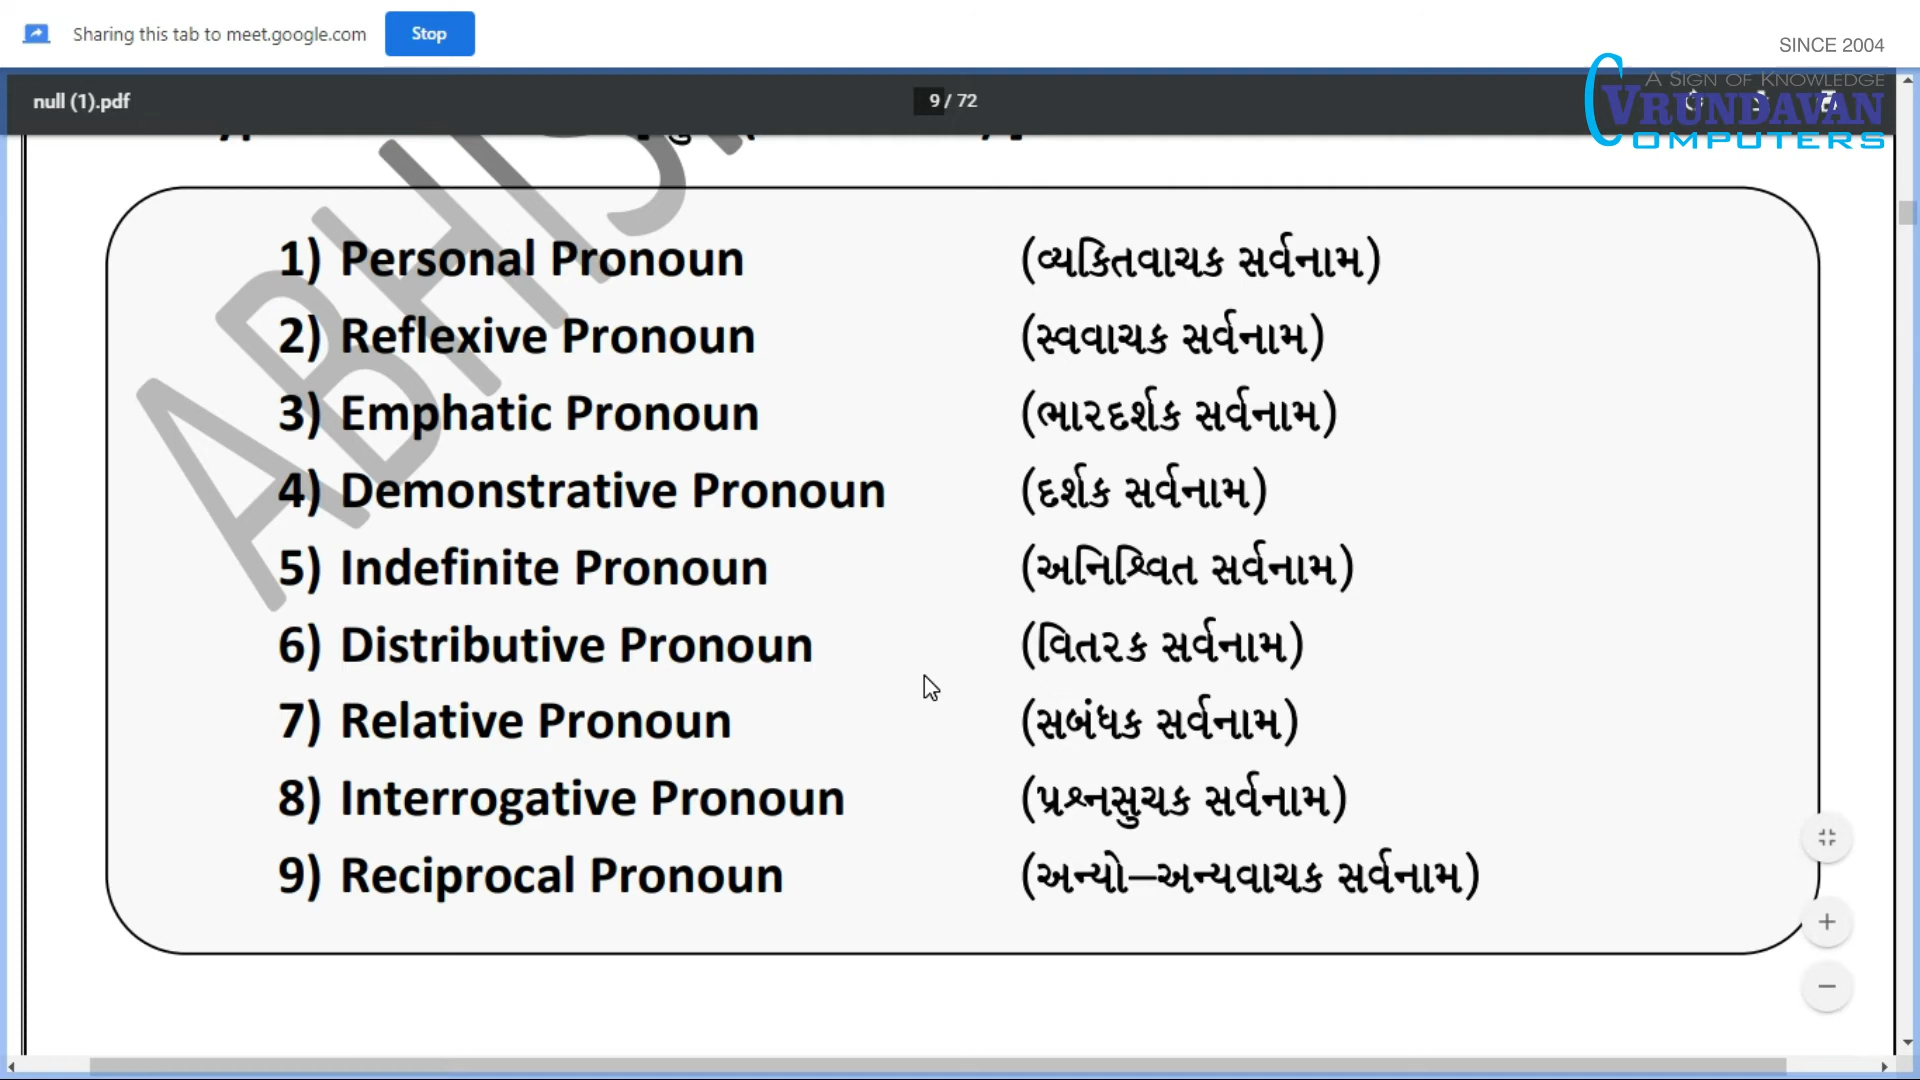 Sharing this tab to meet.google.com Stop
SINCE 2004
A SIGN OF KNOWLEDGE
VRUNDAVAN
COMPUTERS
null (1).pdf 9 / 72
1) Personal Pronoun (વ્યકિતવાચક સર્વનામ)
2) Reflexive Pronoun (સ્વવાચક સર્વનામ)
3) Emphatic Pronoun (ભારદર્શક સર્વનામ)
4) Demonstrative Pronoun (દર્શક સર્વનામ)
5) Indefinite Pronoun (અનિશ્ચિત સર્વનામ)
6) Distributive Pronoun (વિતરક સર્વનામ)
7) Relative Pronoun (સબંધક સર્વનામ)
8) Interrogative Pronoun (પ્રશ્નસુચક સર્વનામ)
9) Reciprocal Pronoun (અન્યો–અન્યવાચક સર્વનામ)